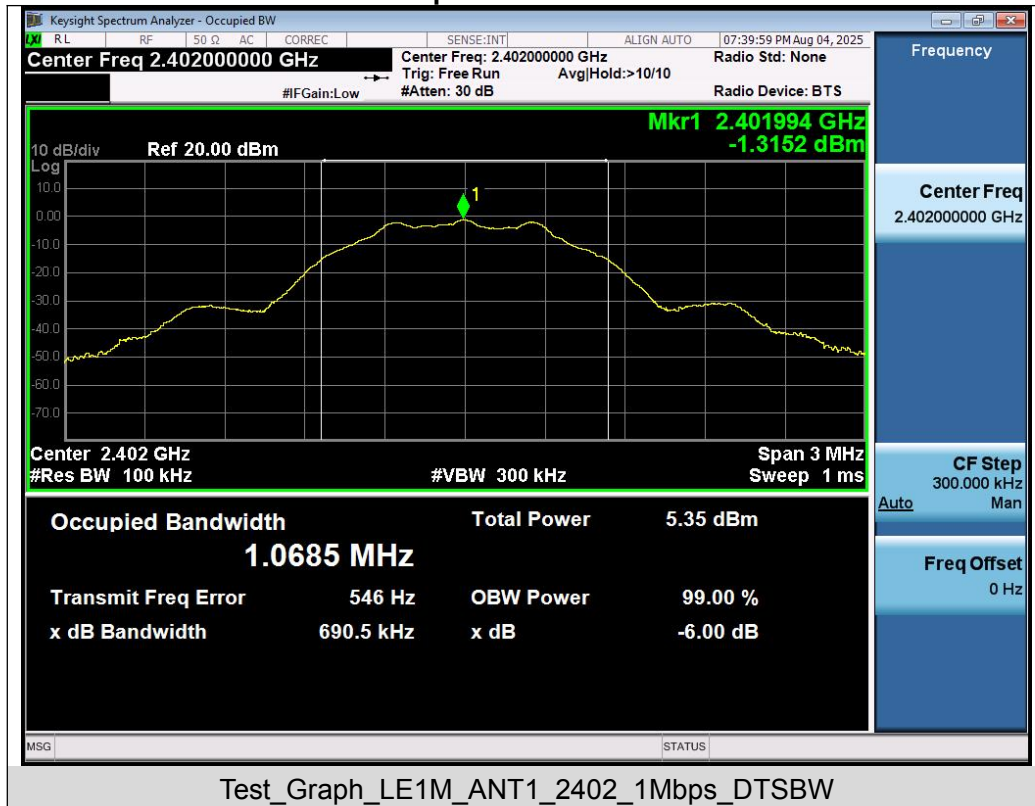 Keysight Spectrum Analyzer - Occupied BW
LXI RL RF 50 Ω AC CORREC SENSE:INT ALIGN AUTO 07:39:59 PM Aug 04, 2025
Center Freq 2.402000000 GHz
Center Freq: 2.402000000 GHz
Radio Std: None
Trig: Free Run Avg|Hold:>10/10
#IFGain:Low
#Atten: 30 dB
Radio Device: BTS
Frequency
Mkr1 2.401994 GHz
-1.3152 dBm
10 dB/div Ref 20.00 dBm
Log
10.0
0.00
-10.0
-20.0
-30.0
-40.0
-50.0
-60.0
-70.0
1
Center 2.402 GHz
Span 3 MHz
#Res BW 100 kHz
#VBW 300 kHz
Sweep 1 ms
Center Freq
2.402000000 GHz
CF Step
300.000 kHz
Auto Man
Freq Offset
0 Hz
Occupied Bandwidth
1.0685 MHz
Total Power 5.35 dBm
Transmit Freq Error 546 Hz
OBW Power 99.00 %
x dB Bandwidth 690.5 kHz
x dB -6.00 dB
MSG
STATUS
Test_Graph_LE1M_ANT1_2402_1Mbps_DTSBW